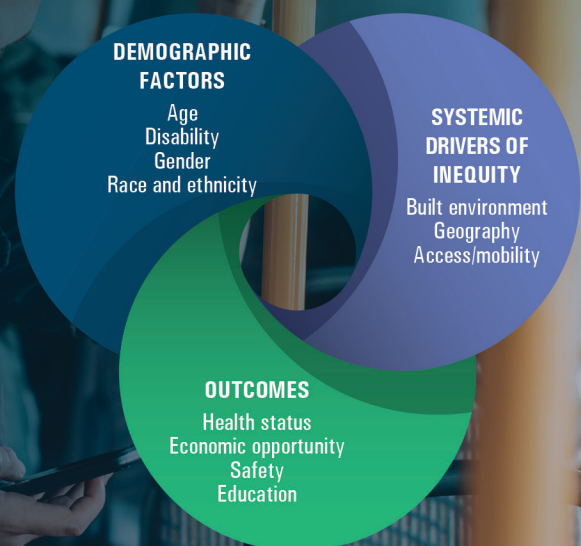 DEMOGRAPHIC
FACTORS
Age
Disability
Gender
Race and ethnicity
SYSTEMIC
DRIVERS OF
INEQUITY
Built environment
Geography
Access/mobility
OUTCOMES
Health status
Economic opportunity
Safety
Education